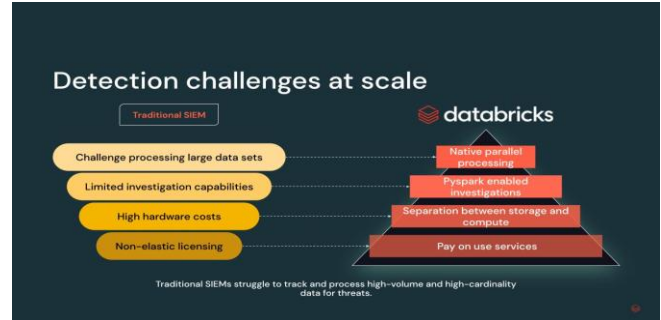 Detection challenges at scale
Traditional SIEM
databricks
Challenge processing large data sets
Native parallel
processing
Limited investigation capabilities
Pyspark enabled
investigations
High hardware costs
Separation between storage and
compute
Non-elastic licensing
Pay on use services
Traditional SIEMs struggle to track and process high-volume and high-cardinality
data for threats.